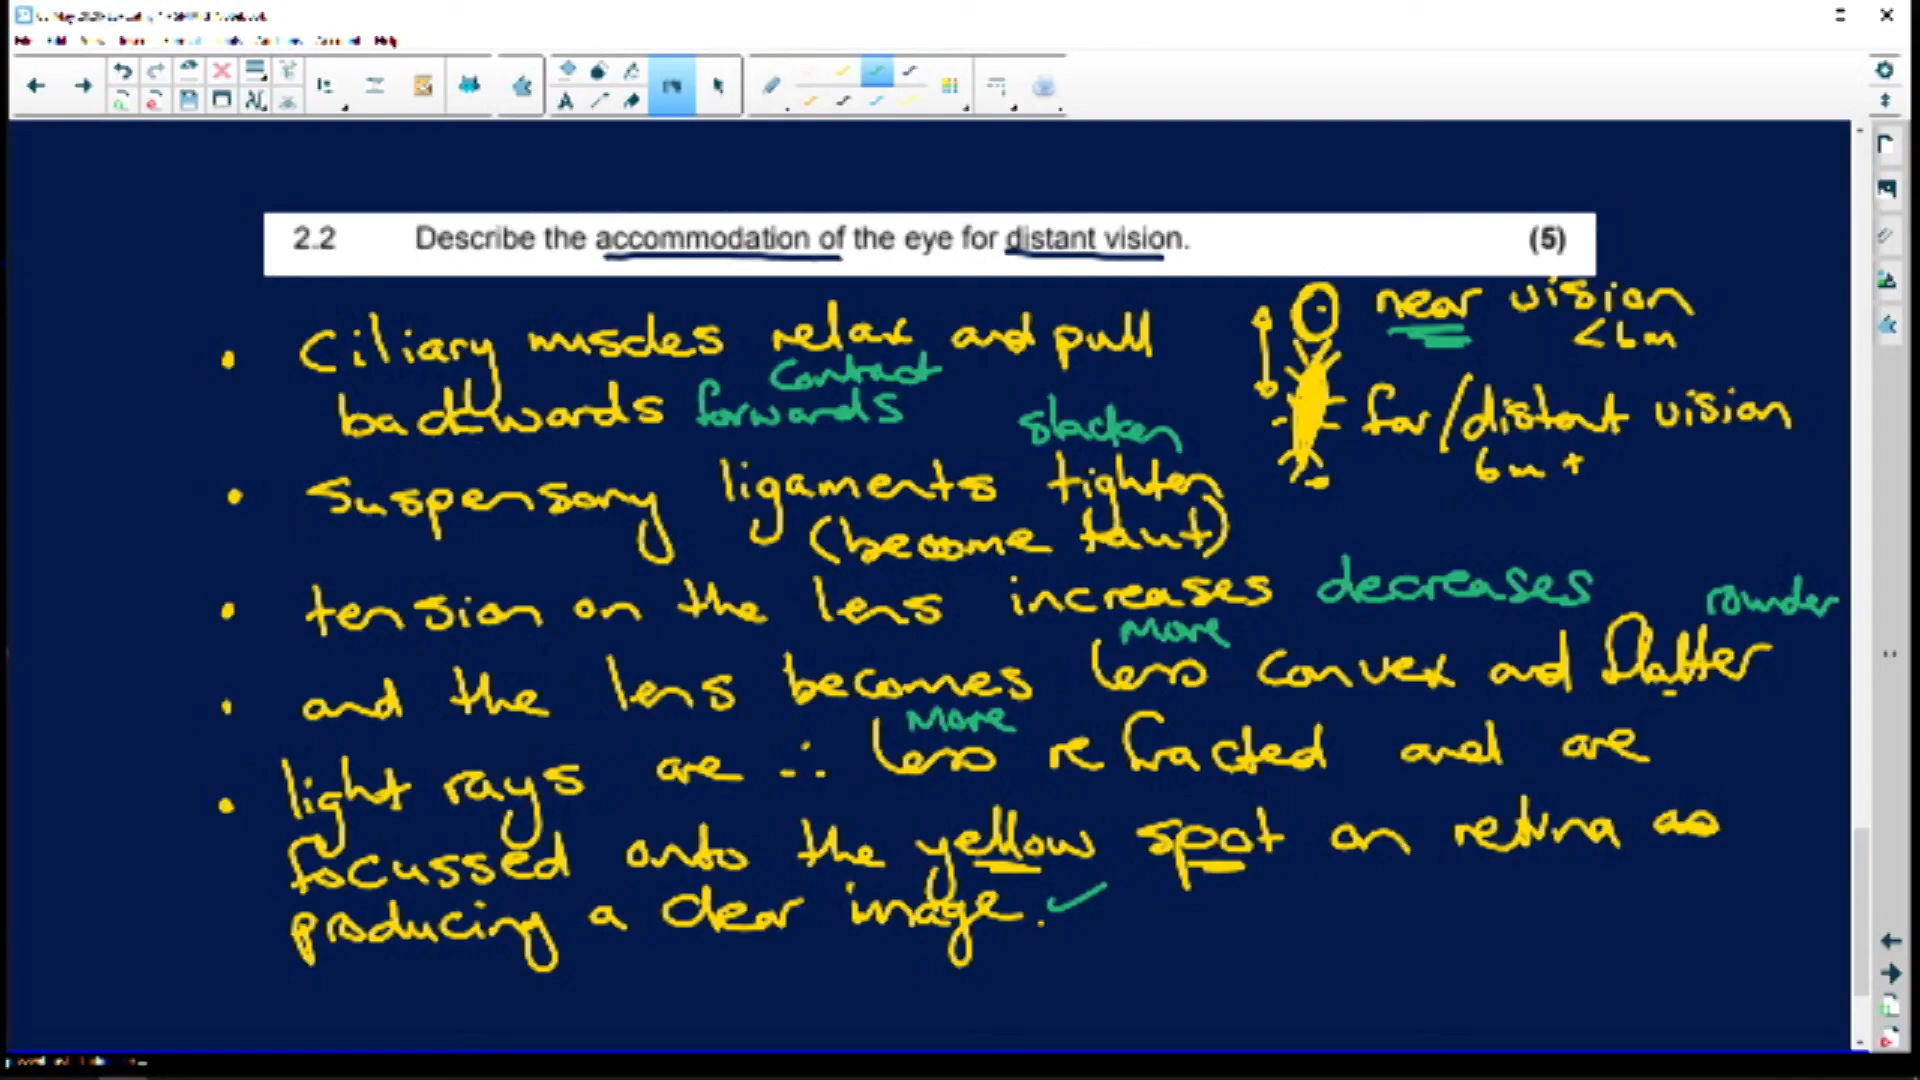 Help
2.2 Describe the accommodation of the eye for distant vision. (5)
near vision
<6m
• Ciliary muscles relax and pull
contract
backwards forwards
far/distant vision
6m +
slacken
• Suspensory ligaments tighten
(become taut)
• tension on the lens increases decreases
rounder
more
• and the lens becomes less convex and flatter
more
• light rays are ∴ less refracted and are
focussed onto the yellow spot on retina as
producing a clear image. ✓